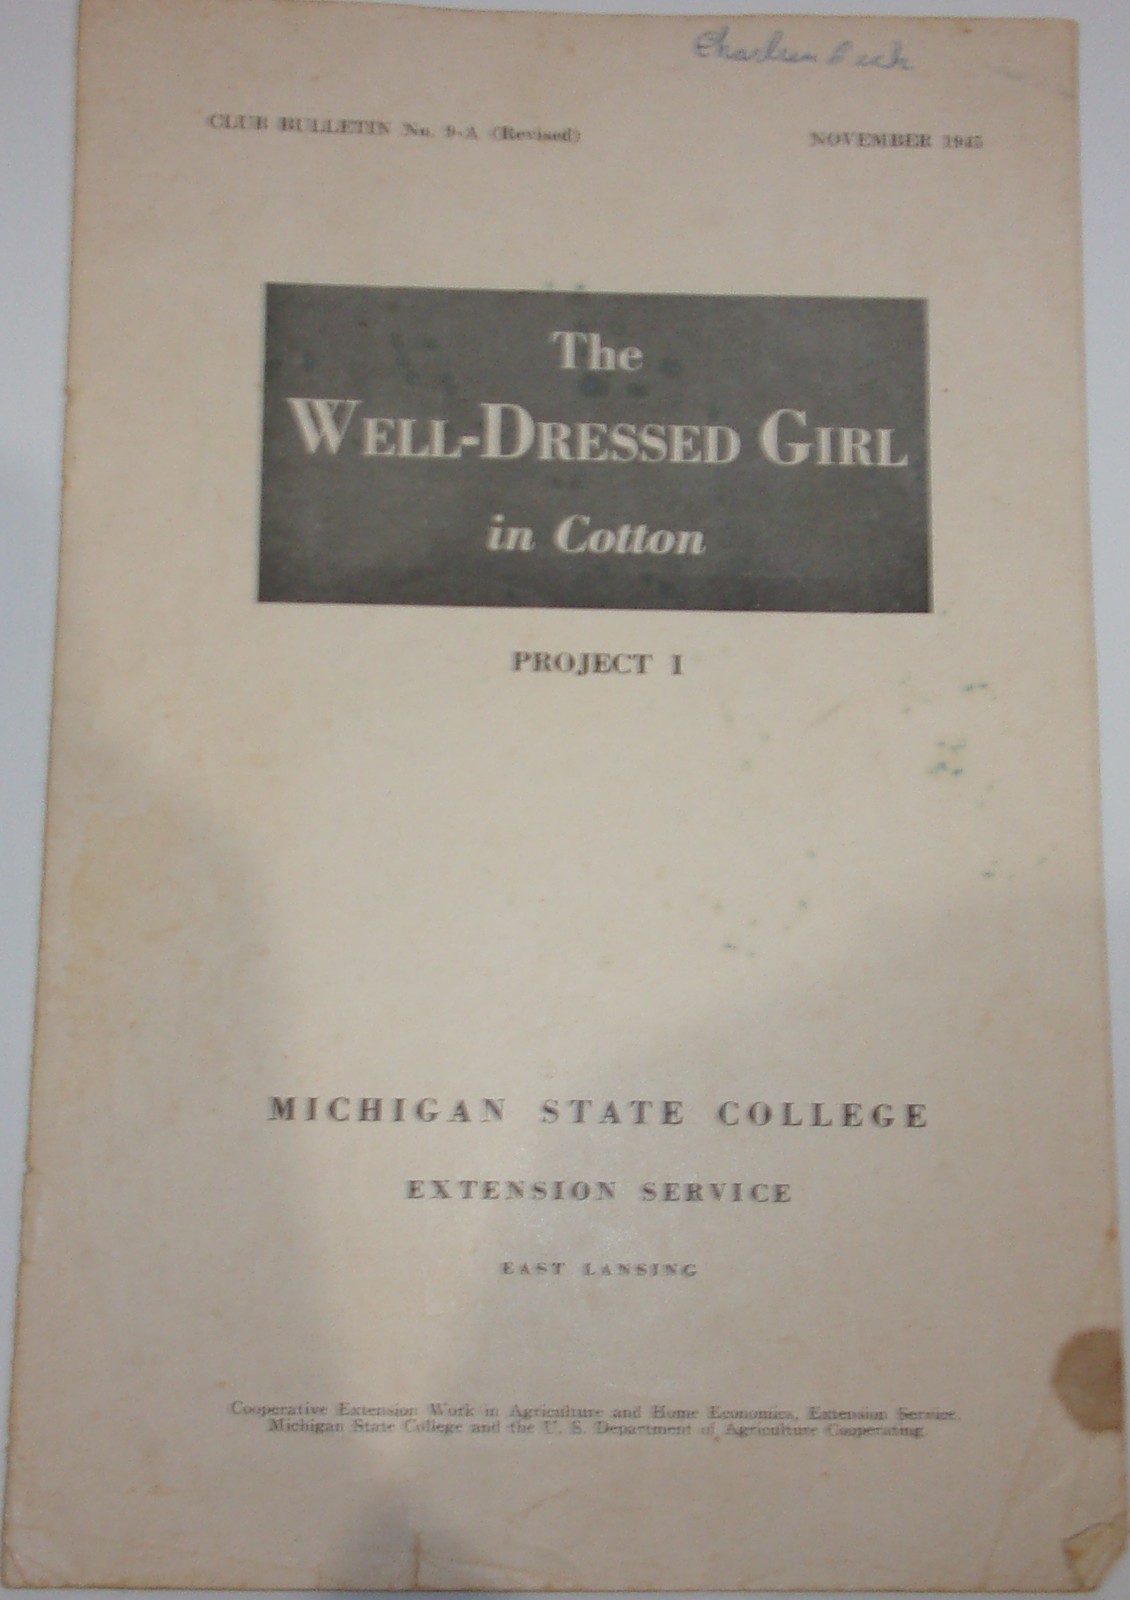 CLUB BULLETIN No. 9-A (Revised)
NOVEMBER 1945
The
WELL-DRESSED GIRL
in Cotton
PROJECT I
MICHIGAN STATE COLLEGE
EXTENSION SERVICE
EAST LANSING
Cooperative Extension Work in Agriculture and Home Economics, Extension Service,
Michigan State College and the U. S. Department of Agriculture Cooperating.